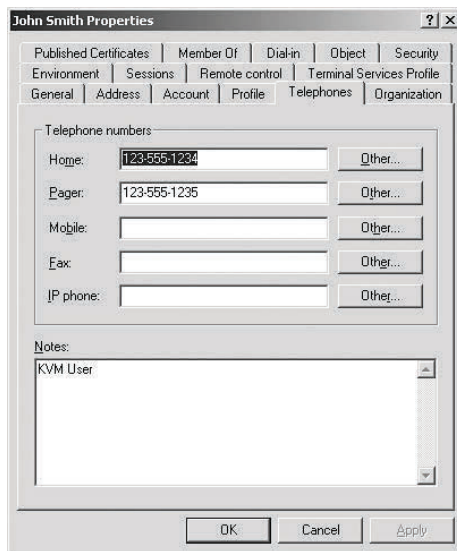 John Smith Properties ? ×
Published Certificates Member Of Dial-in Object Security
Environment Sessions Remote control Terminal Services Profile
General Address Account Profile Telephones Organization
Telephone numbers
Home: 123-555-1234 Other...
Pager: 123-555-1235 Other...
Mobile: Other...
Fax: Other...
IP phone: Other...
Notes:
KVM User
OK Cancel Apply